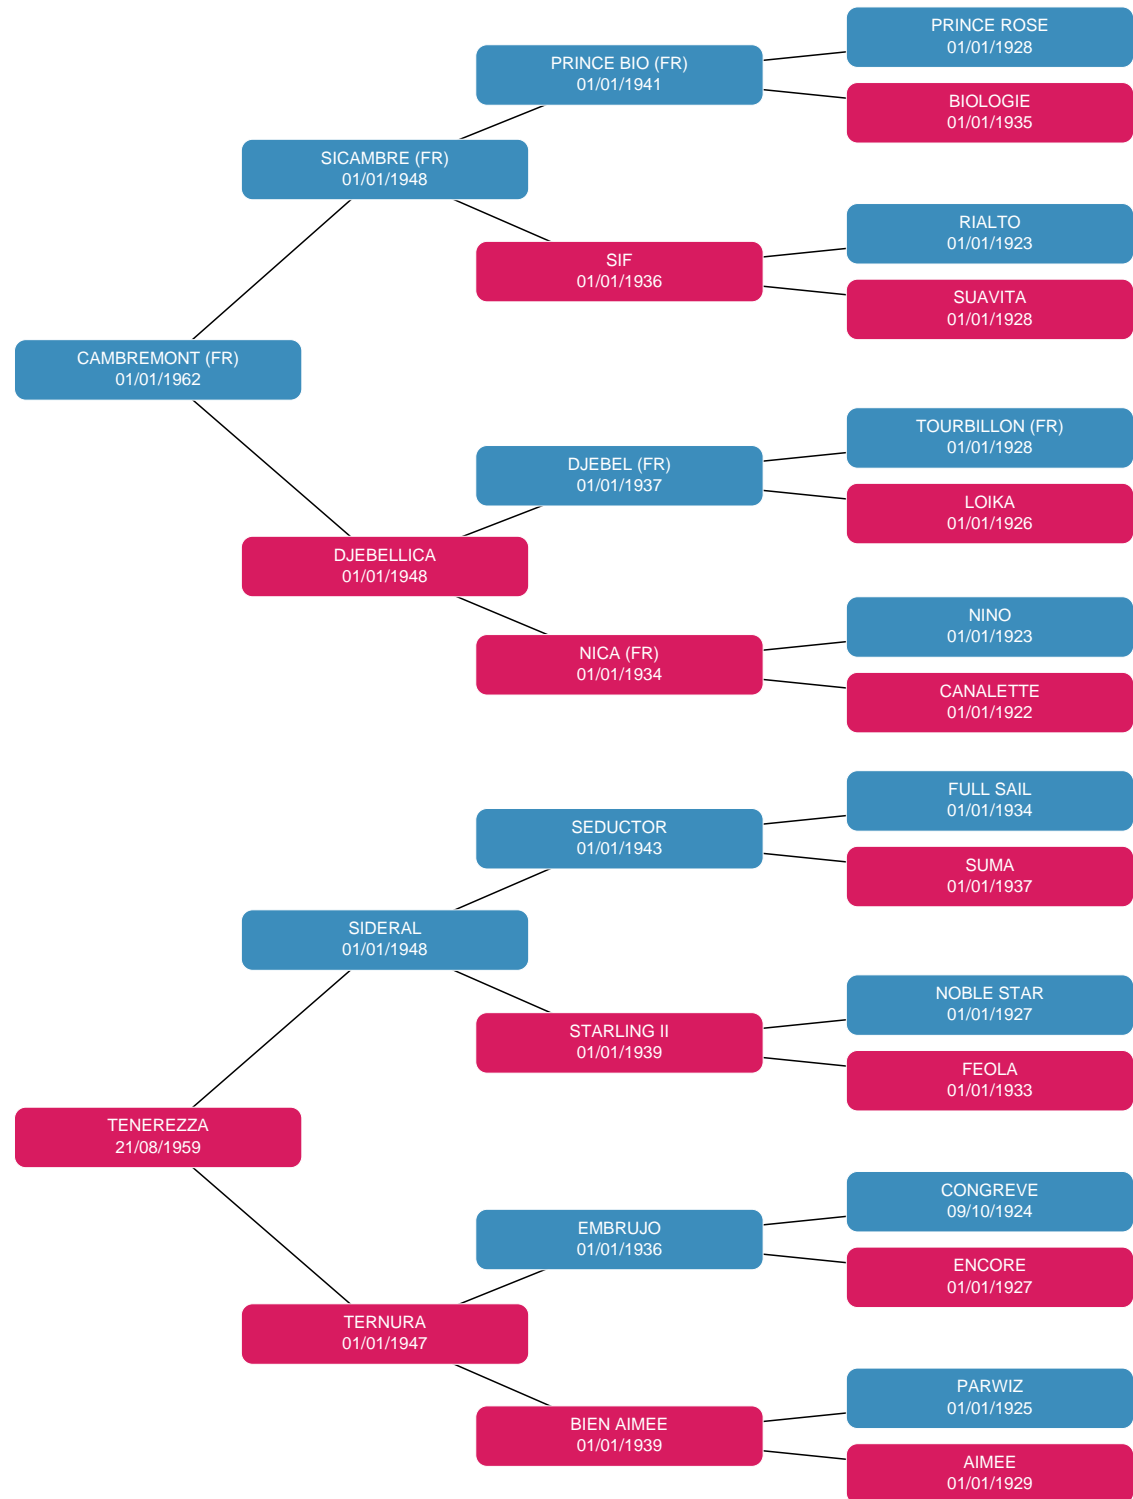 PRINCE ROSE
01/01/1928
PRINCE BIO (FR)
01/01/1941
BIOLOGIE
01/01/1935
SICAMBRE (FR)
01/01/1948
RIALTO
01/01/1923
SIF
01/01/1936
SUAVITA
01/01/1928
CAMBREMONT (FR)
01/01/1962
TOURBILLON (FR)
01/01/1928
DJEBEL (FR)
01/01/1937
LOIKA
01/01/1926
DJEBELLICA
01/01/1948
NINO
01/01/1923
NICA (FR)
01/01/1934
CANALETTE
01/01/1922
FULL SAIL
01/01/1934
SEDUCTOR
01/01/1943
SUMA
01/01/1937
SIDERAL
01/01/1948
NOBLE STAR
01/01/1927
STARLING II
01/01/1939
FEOLA
01/01/1933
TENEREZZA
21/08/1959
CONGREVE
09/10/1924
EMBRUJO
01/01/1936
ENCORE
01/01/1927
TERNURA
01/01/1947
PARWIZ
01/01/1925
BIEN AIMEE
01/01/1939
AIMEE
01/01/1929